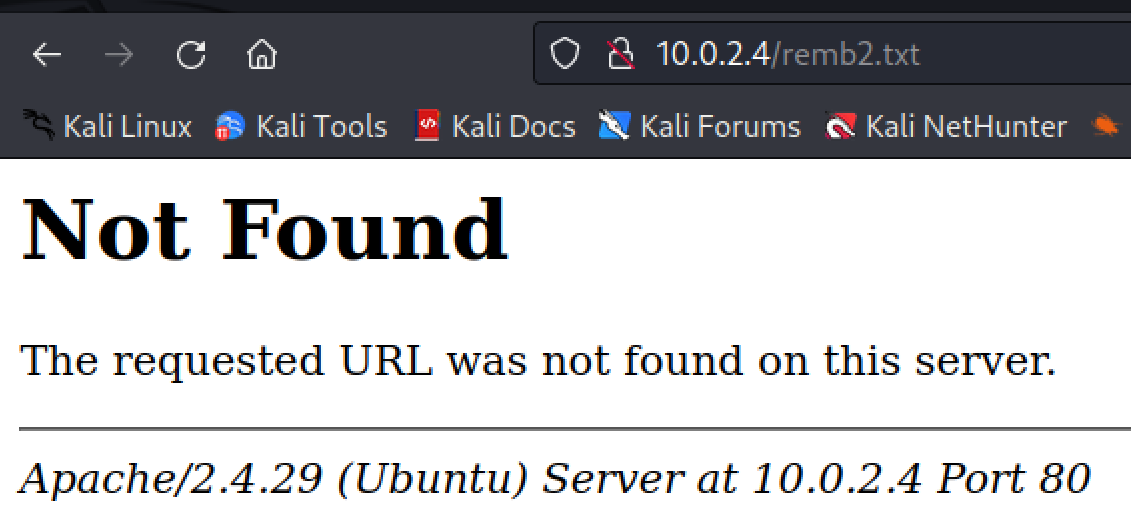 10.0.2.4/remb2.txt
Kali Linux Kali Tools Kali Docs Kali Forums Kali NetHunter
Not Found
The requested URL was not found on this server.
Apache/2.4.29 (Ubuntu) Server at 10.0.2.4 Port 80